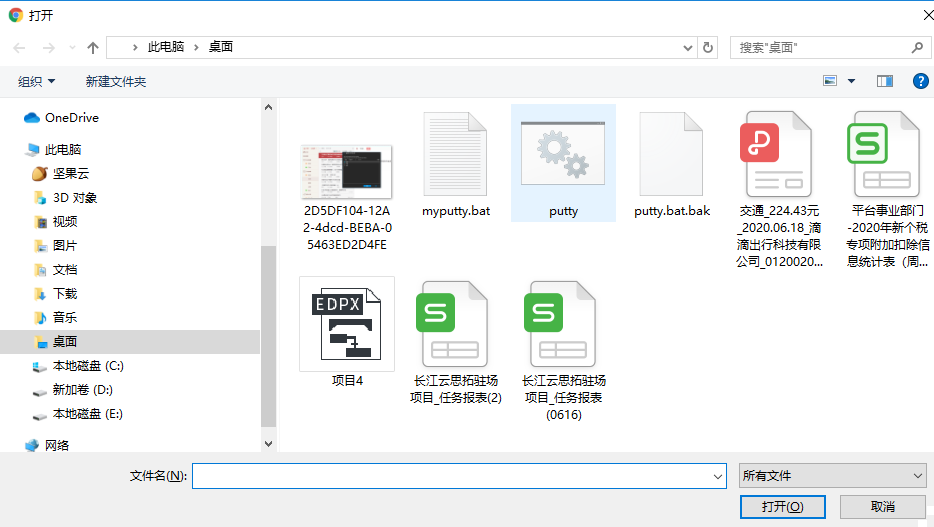 打开
此电脑 › 桌面
搜索"桌面"
组织
新建文件夹
OneDrive
此电脑
坚果云
3D 对象
视频
图片
文档
下载
音乐
桌面
本地磁盘 (C:)
新加卷 (D:)
本地磁盘 (E:)
网络
2D5DF104-12A
2-4dcd-BEBA-0
5463ED2D4FE
myputty.bat
putty
putty.bat.bak
交通_224.43元
_2020.06.18_滴
滴出行科技有限
公司_0120020...
平台事业部门
-2020年新个税
专项附加扣除信
息统计表（周...
EDPX
项目4
S
长江云思拓驻场
项目_任务报表(2)
S
长江云思拓驻场
项目_任务报表
(0616)
S
文件名(N):
所有文件
打开(O)
取消